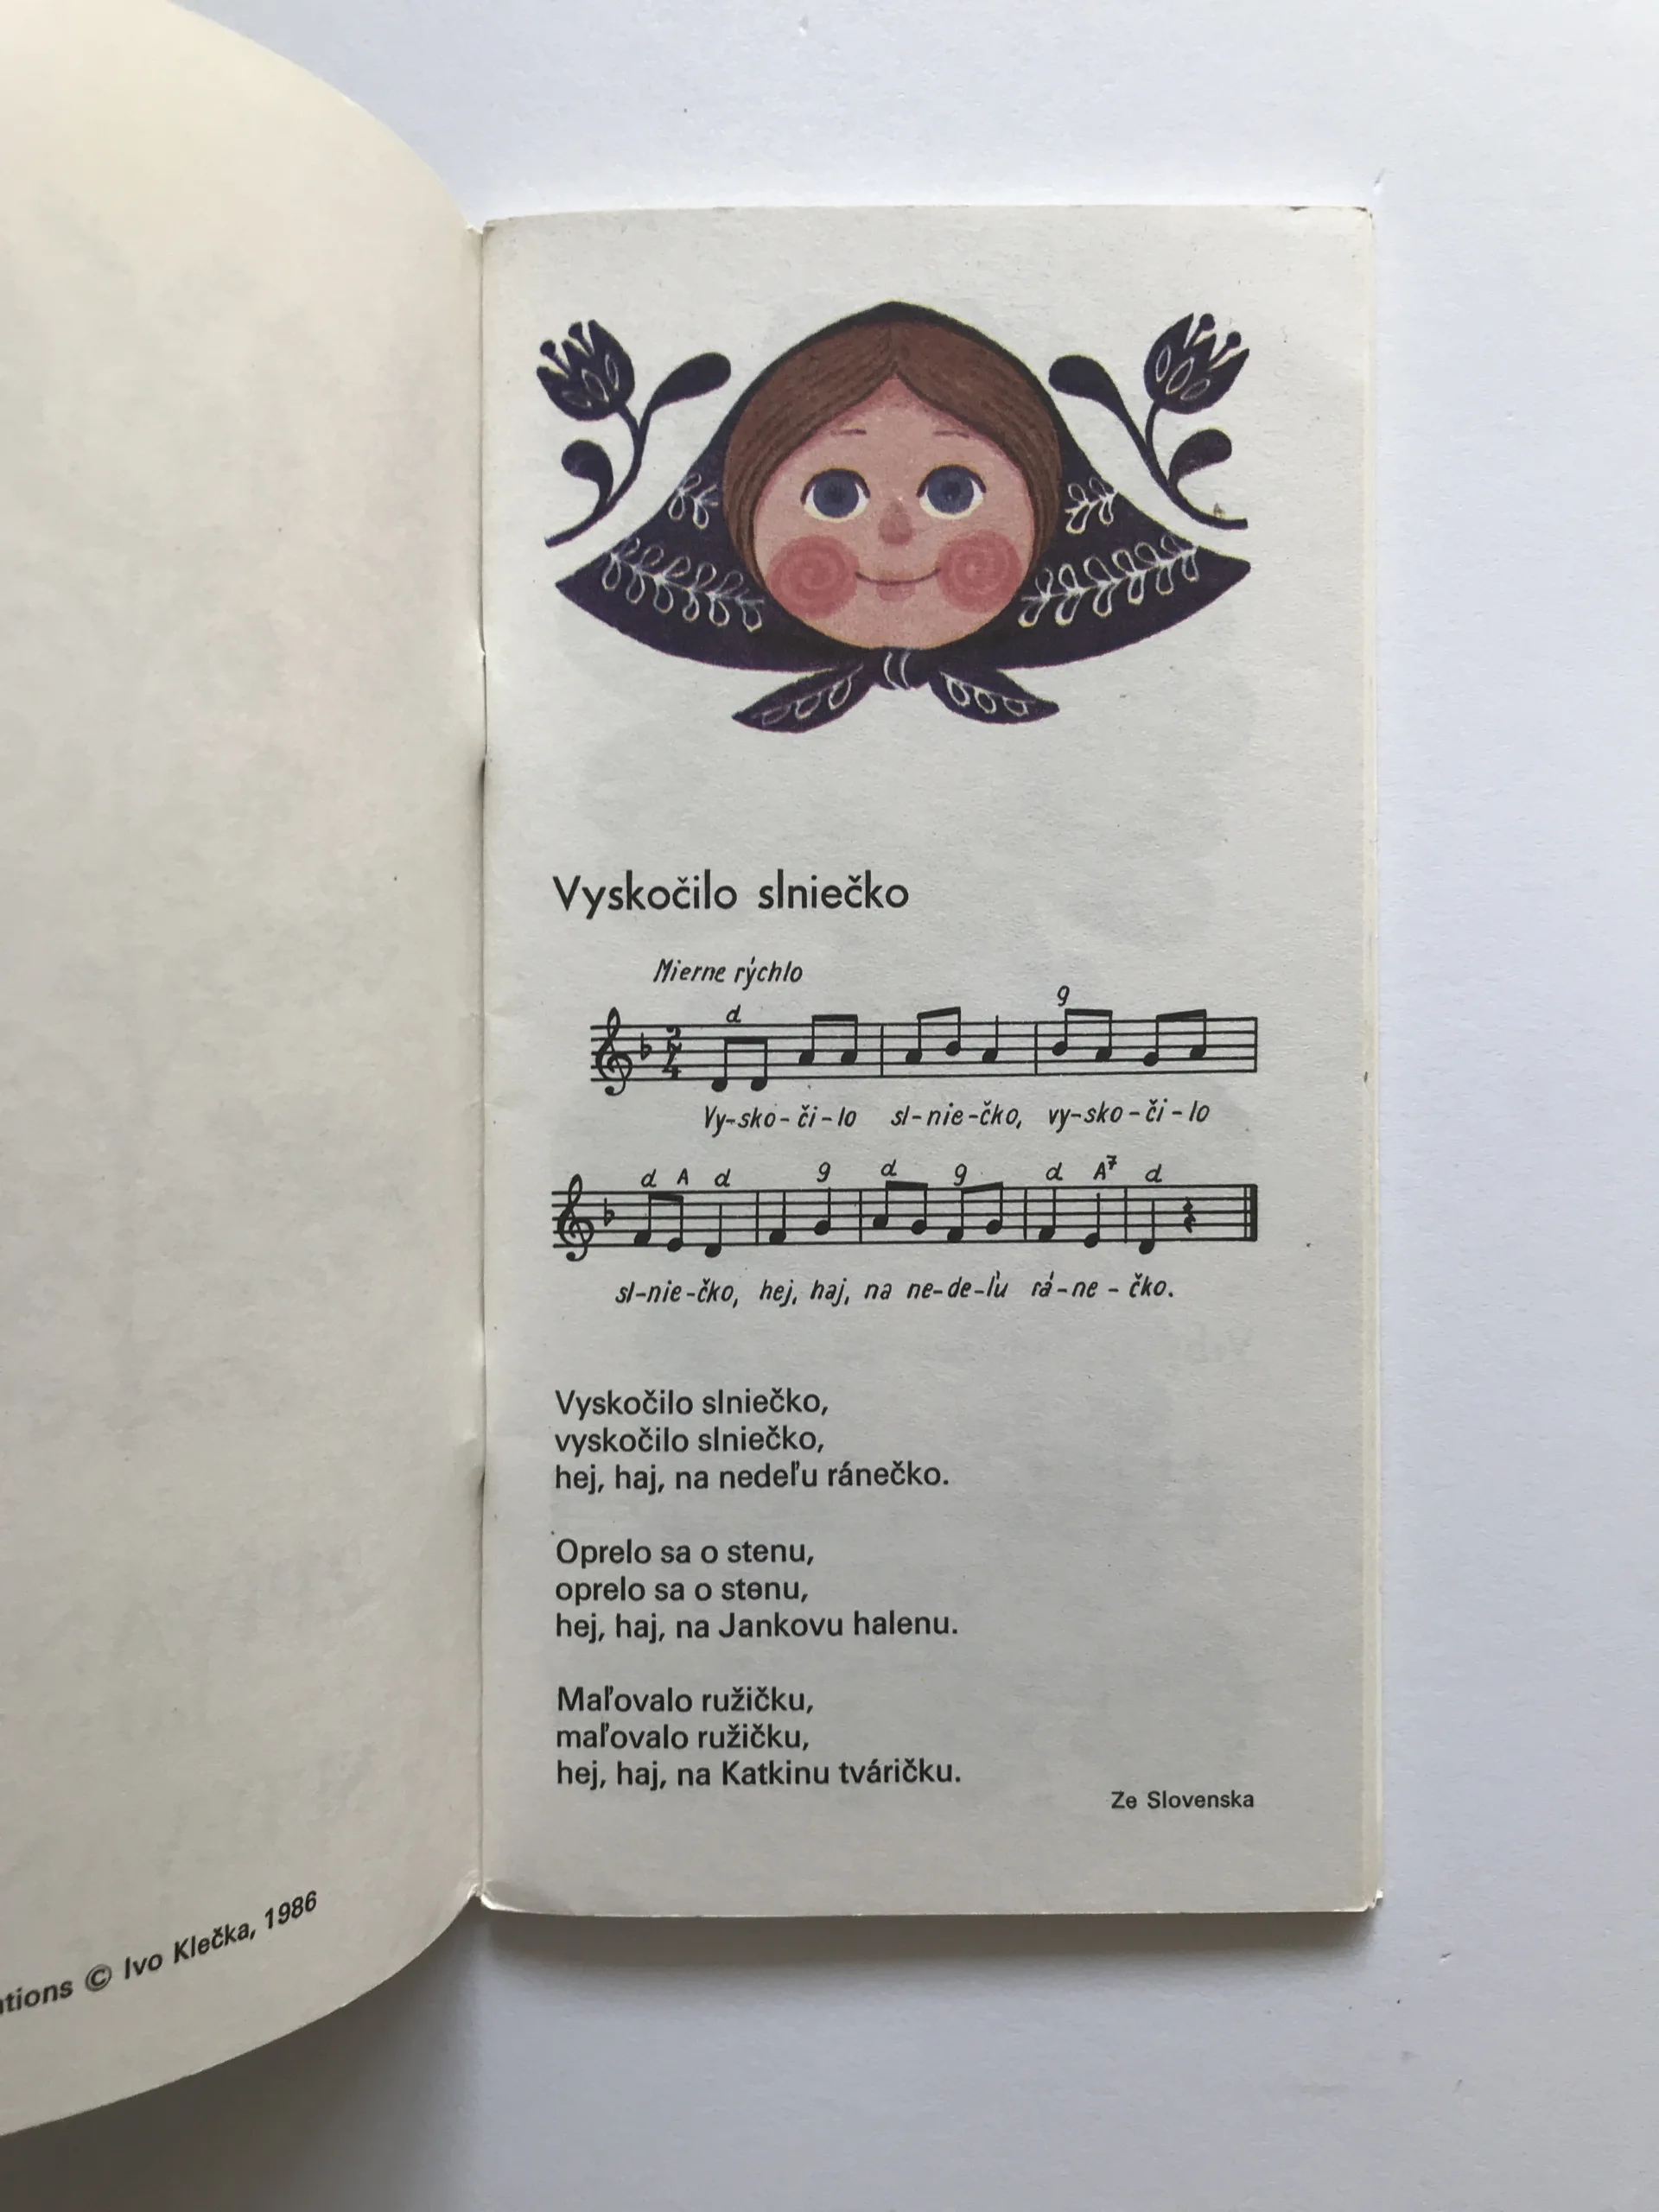 Vyskočilo slniečko
Mierne rýchlo
d g
2 4
Vy-sko-či-lo sl-nie-čko, vy-sko-či-lo
d A d g d g d A7 d
sl-nie-čko, hej, haj, na ne-de-ľu rá-ne-čko.
Vyskočilo slniečko,
vyskočilo slniečko,
hej, haj, na nedeľu ránečko.
Oprelo sa o stenu,
oprelo sa o stenu,
hej, haj, na Jankovu halenu.
Maľovalo ružičku,
maľovalo ružičku,
hej, haj, na Katkinu tváričku.
Ze Slovenska
© Ivo Klečka, 1986